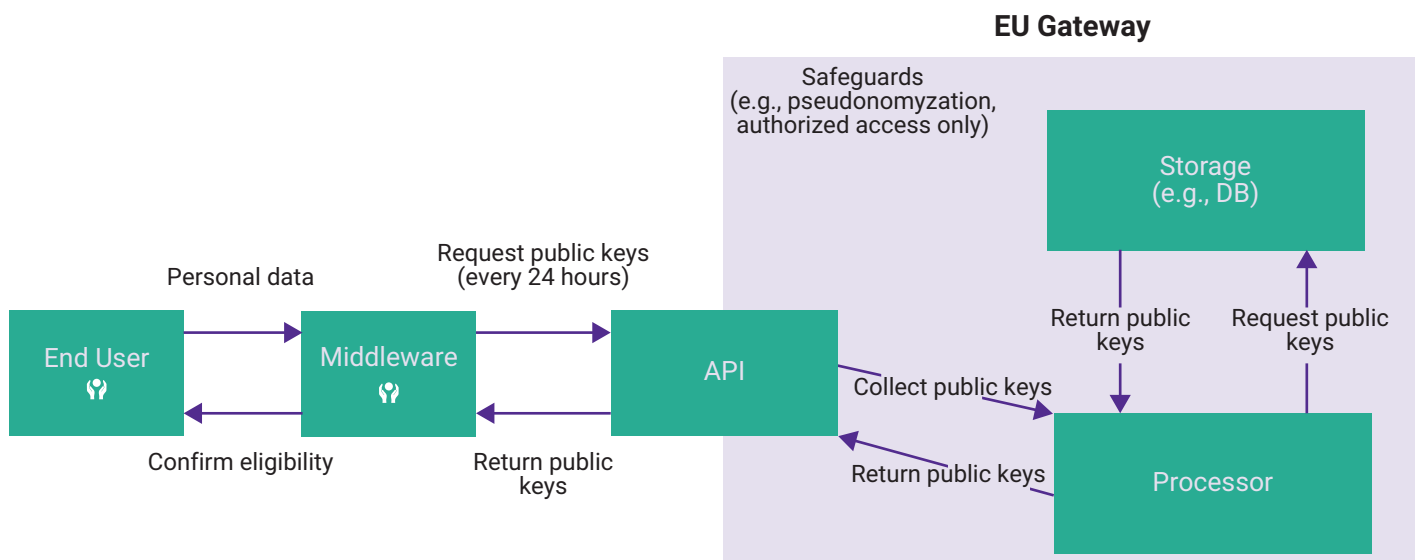 EU Gateway
Safeguards
(e.g., pseudonomyzation,
authorized access only)
Storage
(e.g., DB)
Request public keys
(every 24 hours)
Personal data
Return public
keys
Request public
keys
End User
Middleware
API
Collect public keys
Confirm eligibility
Return public
keys
Return public keys
Processor